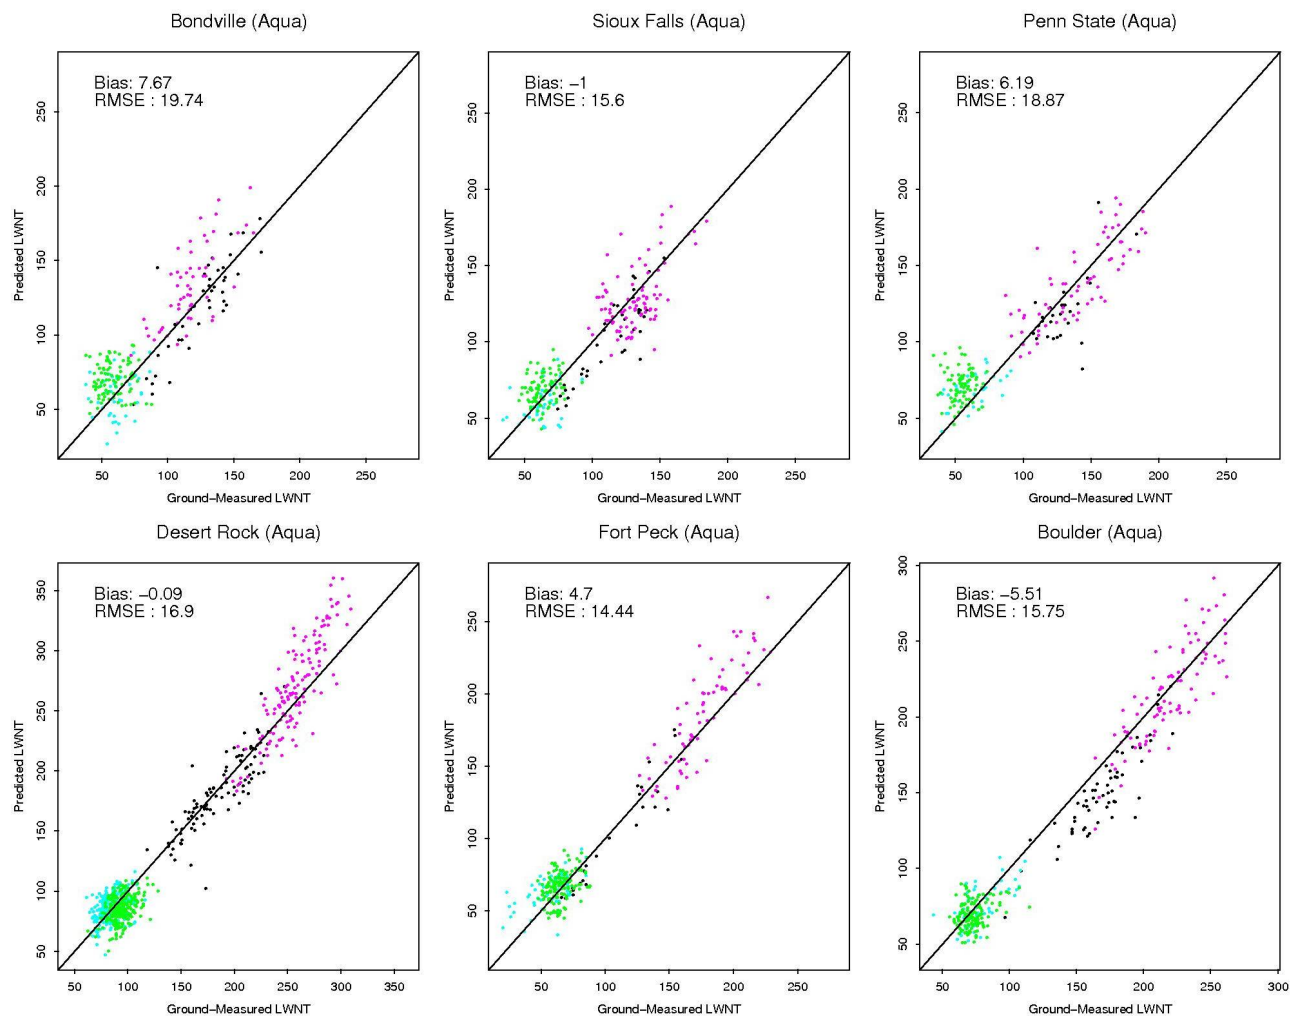 Bondville (Aqua)
Bias: 7.67
RMSE : 19.74
Predicted LWNT
50
100
150
200
250
50 100 150 200 250
Ground−Measured LWNT
Sioux Falls (Aqua)
Bias: −1
RMSE : 15.6
Predicted LWNT
50
100
150
200
250
50 100 150 200 250
Ground−Measured LWNT
Penn State (Aqua)
Bias: 6.19
RMSE : 18.87
Predicted LWNT
50
100
150
200
250
50 100 150 200 250
Ground−Measured LWNT
Desert Rock (Aqua)
Bias: −0.09
RMSE : 16.9
Predicted LWNT
50
100
150
200
250
300
350
50 100 150 200 250 300 350
Ground−Measured LWNT
Fort Peck (Aqua)
Bias: 4.7
RMSE : 14.44
Predicted LWNT
50
100
150
200
250
50 100 150 200 250
Ground−Measured LWNT
Boulder (Aqua)
Bias: −5.51
RMSE : 15.75
Predicted LWNT
50
100
150
200
250
300
50 100 150 200 250 300
Ground−Measured LWNT